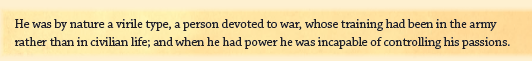 He was by nature a virile type, a person devoted to war, whose training had been in the army
rather than in civilian life; and when he had power he was incapable of controlling his passions.